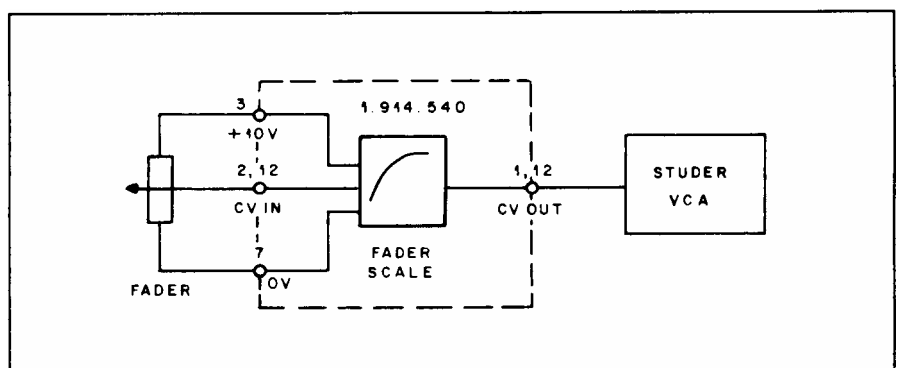 3
1.914.540
+10V
2, 12
1, 12
STUDER
VCA
CV IN
CV OUT
7
FADER
SCALE
0V
FADER